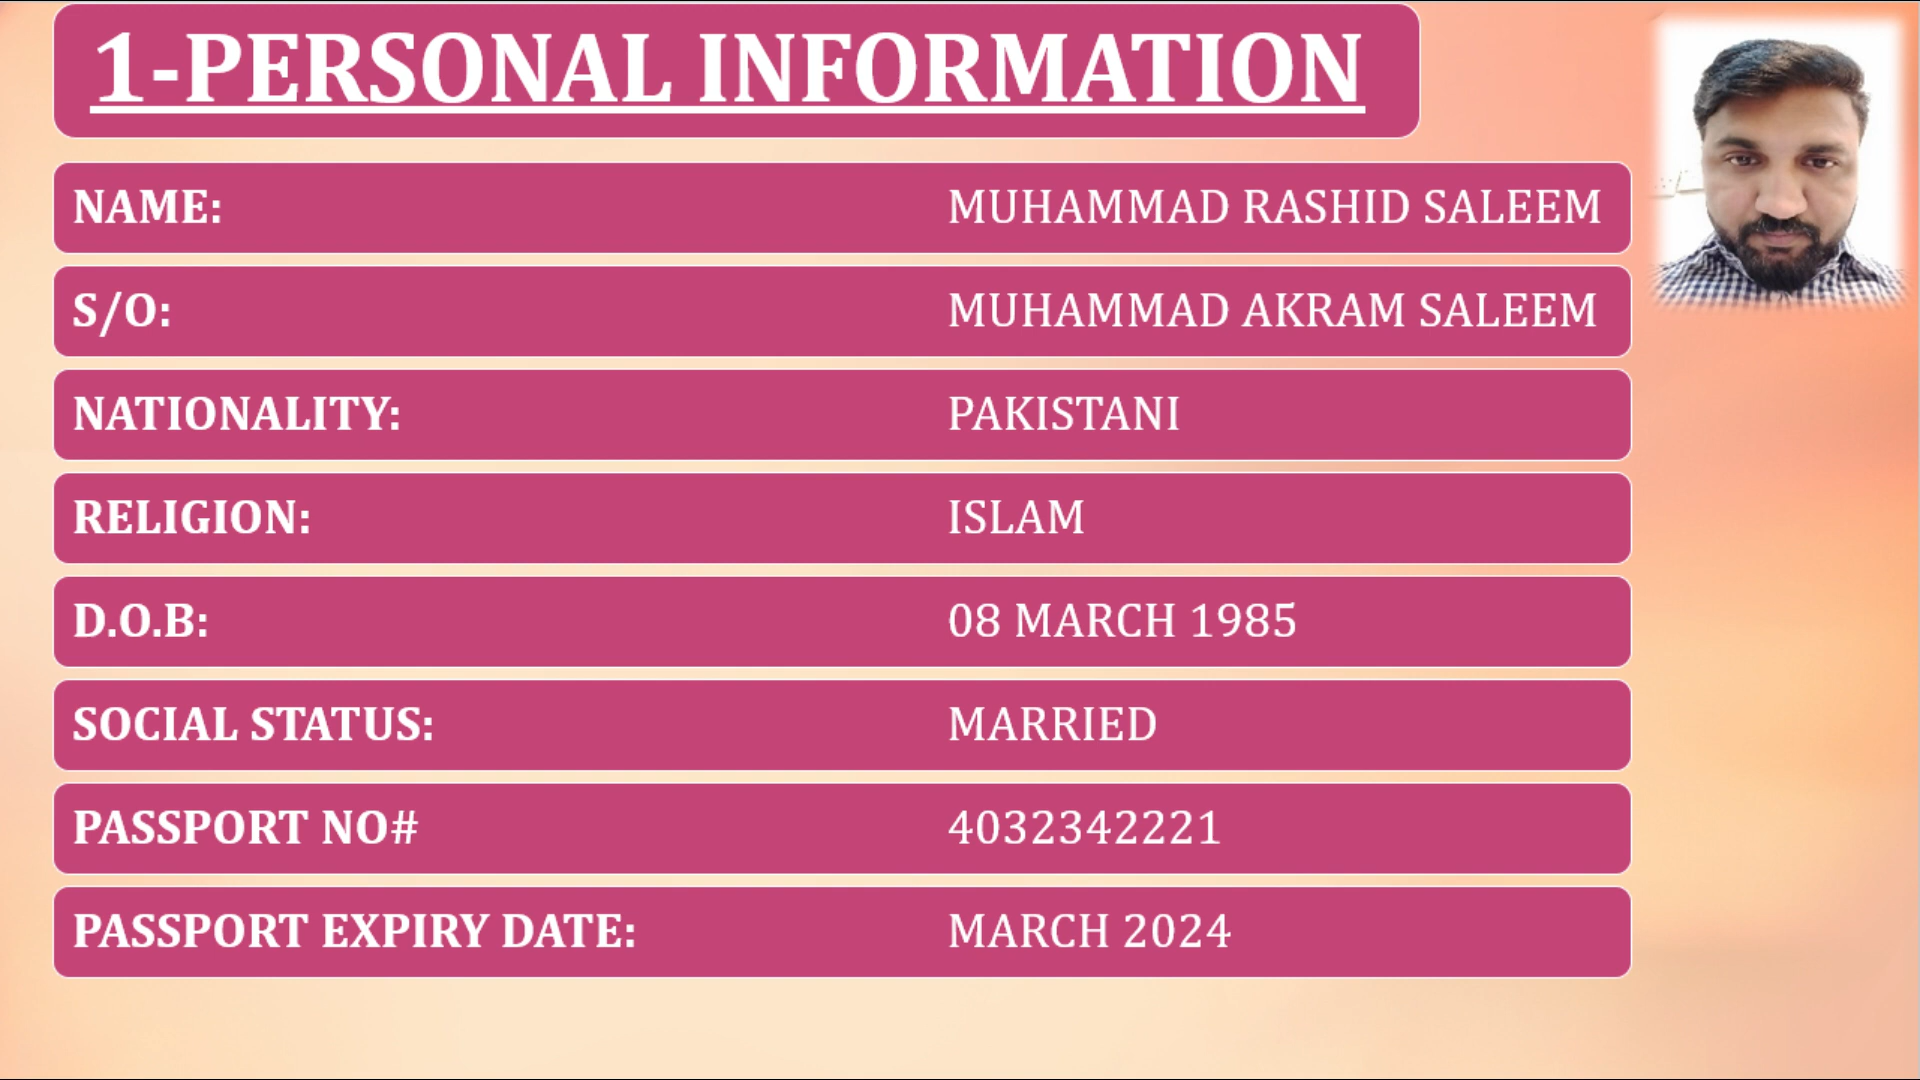 1-PERSONAL INFORMATION
NAME: MUHAMMAD RASHID SALEEM
S/O: MUHAMMAD AKRAM SALEEM
NATIONALITY: PAKISTANI
RELIGION: ISLAM
D.O.B: 08 MARCH 1985
SOCIAL STATUS: MARRIED
PASSPORT NO# 4032342221
PASSPORT EXPIRY DATE: MARCH 2024